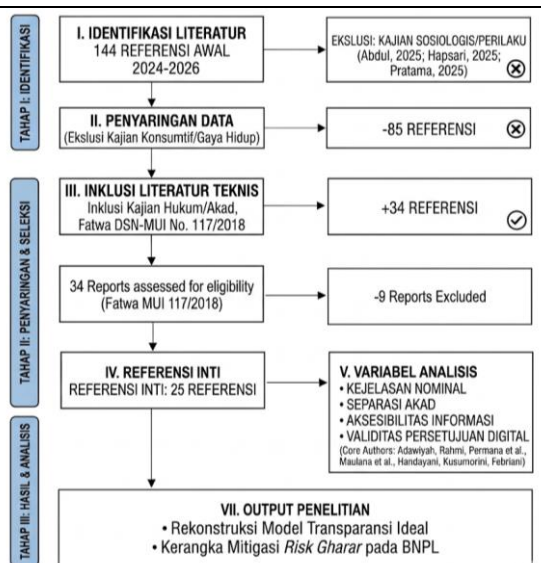 TAHAP I: IDENTIFIKASI
I. IDENTIFIKASI LITERATUR
144 REFERENSI AWAL
2024-2026
EKSLUSI: KAJIAN SOSIOLOGIS/PERILAKU
(Abdul, 2025; Hapsari, 2025;
Pratama, 2025)
II. PENYARINGAN DATA
(Ekslusi Kajian Konsumtif/Gaya Hidup)
-85 REFERENSI
TAHAP II: PENYARINGAN & SELEKSI
III. INKLUSI LITERATUR TEKNIS
Inklusi Kajian Hukum/Akad,
Fatwa DSN-MUI No. 117/2018
+34 REFERENSI
34 Reports assessed for eligibility
(Fatwa MUI 117/2018)
-9 Reports Excluded
IV. REFERENSI INTI
REFERENSI INTI: 25 REFERENSI
V. VARIABEL ANALISIS
• KEJELASAN NOMINAL
• SEPARASI AKAD
• AKSESIBILITAS INFORMASI
• VALIDITAS PERSETUJUAN DIGITAL
(Core Authors: Adawiyah, Rahmi, Permana et al.,
Maulana et al., Handayani, Kusumorini, Febriani)
TAHAP III: HASIL & ANALISIS
VII. OUTPUT PENELITIAN
• Rekonstruksi Model Transparansi Ideal
• Kerangka Mitigasi Risk Gharar pada BNPL